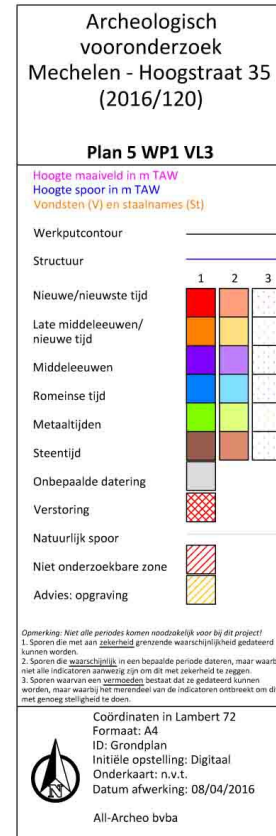 Archeologisch
vooronderzoek
Mechelen - Hoogstraat 35
(2016/120)
Plan 5 WP1 VL3
Hoogte maaiveld in m TAW
Hoogte spoor in m TAW
Vondsten (V) en staalnames (St)
Werkputcontour
Structuur
1 2 3
Nieuwe/nieuwste tijd
Late middeleeuwen/
nieuwe tijd
Middeleeuwen
Romeinse tijd
Metaaltijden
Steentijd
Onbepaalde datering
Verstoring
Natuurlijk spoor
Niet onderzoekbare zone
Advies: opgraving
Opmerking: Niet alle periodes komen noodzakelijk voor bij dit project!
1. Sporen die met aan zekerheid grenzende waarschijnlijkheid gedateerd
kunnen worden.
2. Sporen die waarschijnlijk in een bepaalde periode dateren, maar waarb
niet alle indicatoren aanwezig zijn om dit met zekerheid te zeggen.
3. Sporen waarvan een vermoeden bestaat dat ze gedateerd kunnen
worden, maar waarbij het merendeel van de indicatoren ontbreekt om di
met genoeg stelligheid te doen.
Coördinaten in Lambert 72
Formaat: A4
ID: Grondplan
Initiële opstelling: Digitaal
Onderkaart: n.v.t.
Datum afwerking: 08/04/2016
N
All-Archeo bvba